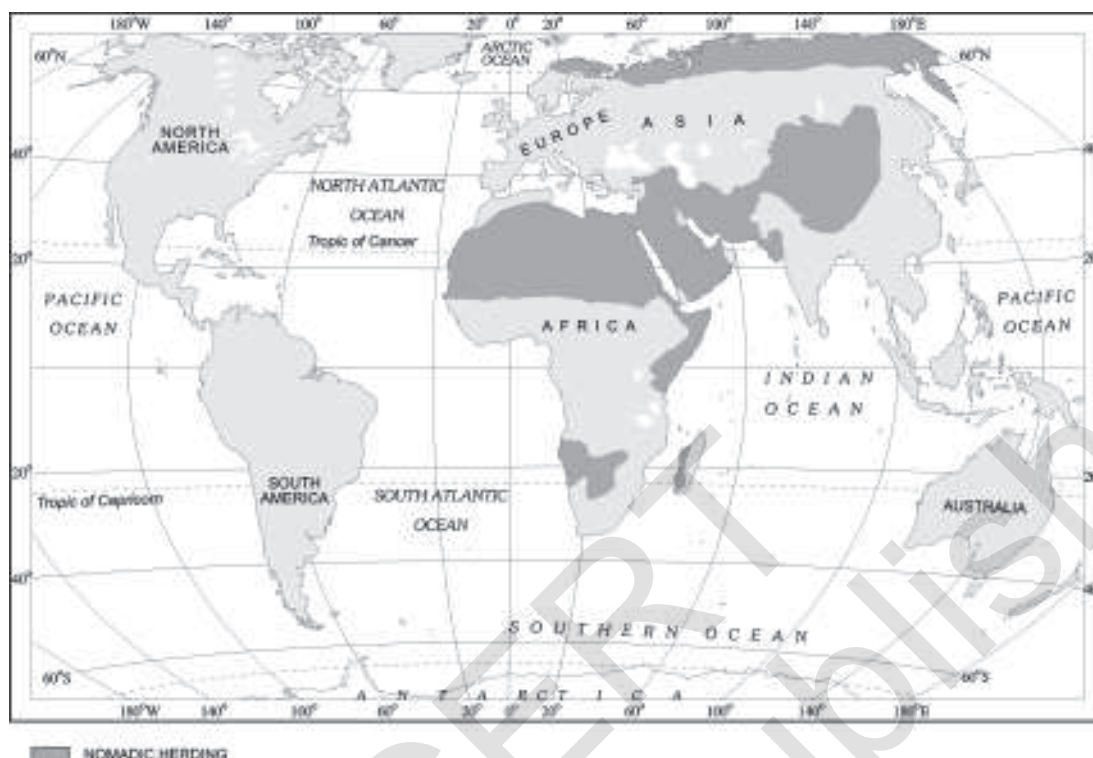 180°W 140° 100° 60° 20° 0° 20° 60° 100° 140° 180°E
60°N
ARCTIC
OCEAN
60°N
NORTH
AMERICA
EUROPE
ASIA
40°
NORTH ATLANTIC
OCEAN
Tropic of Cancer
20°
PACIFIC
OCEAN
AFRICA
PACIFIC
OCEAN
INDIAN
OCEAN
20°
Tropic of Capricorn
SOUTH
AMERICA
SOUTH ATLANTIC
OCEAN
AUSTRALIA
40°
SOUTHERN OCEAN
60°S
60°S
ANTARCTICA
180°W 140° 100° 60° 20° 0° 20° 60° 100° 140° 180°E
NOMADIC HERDING